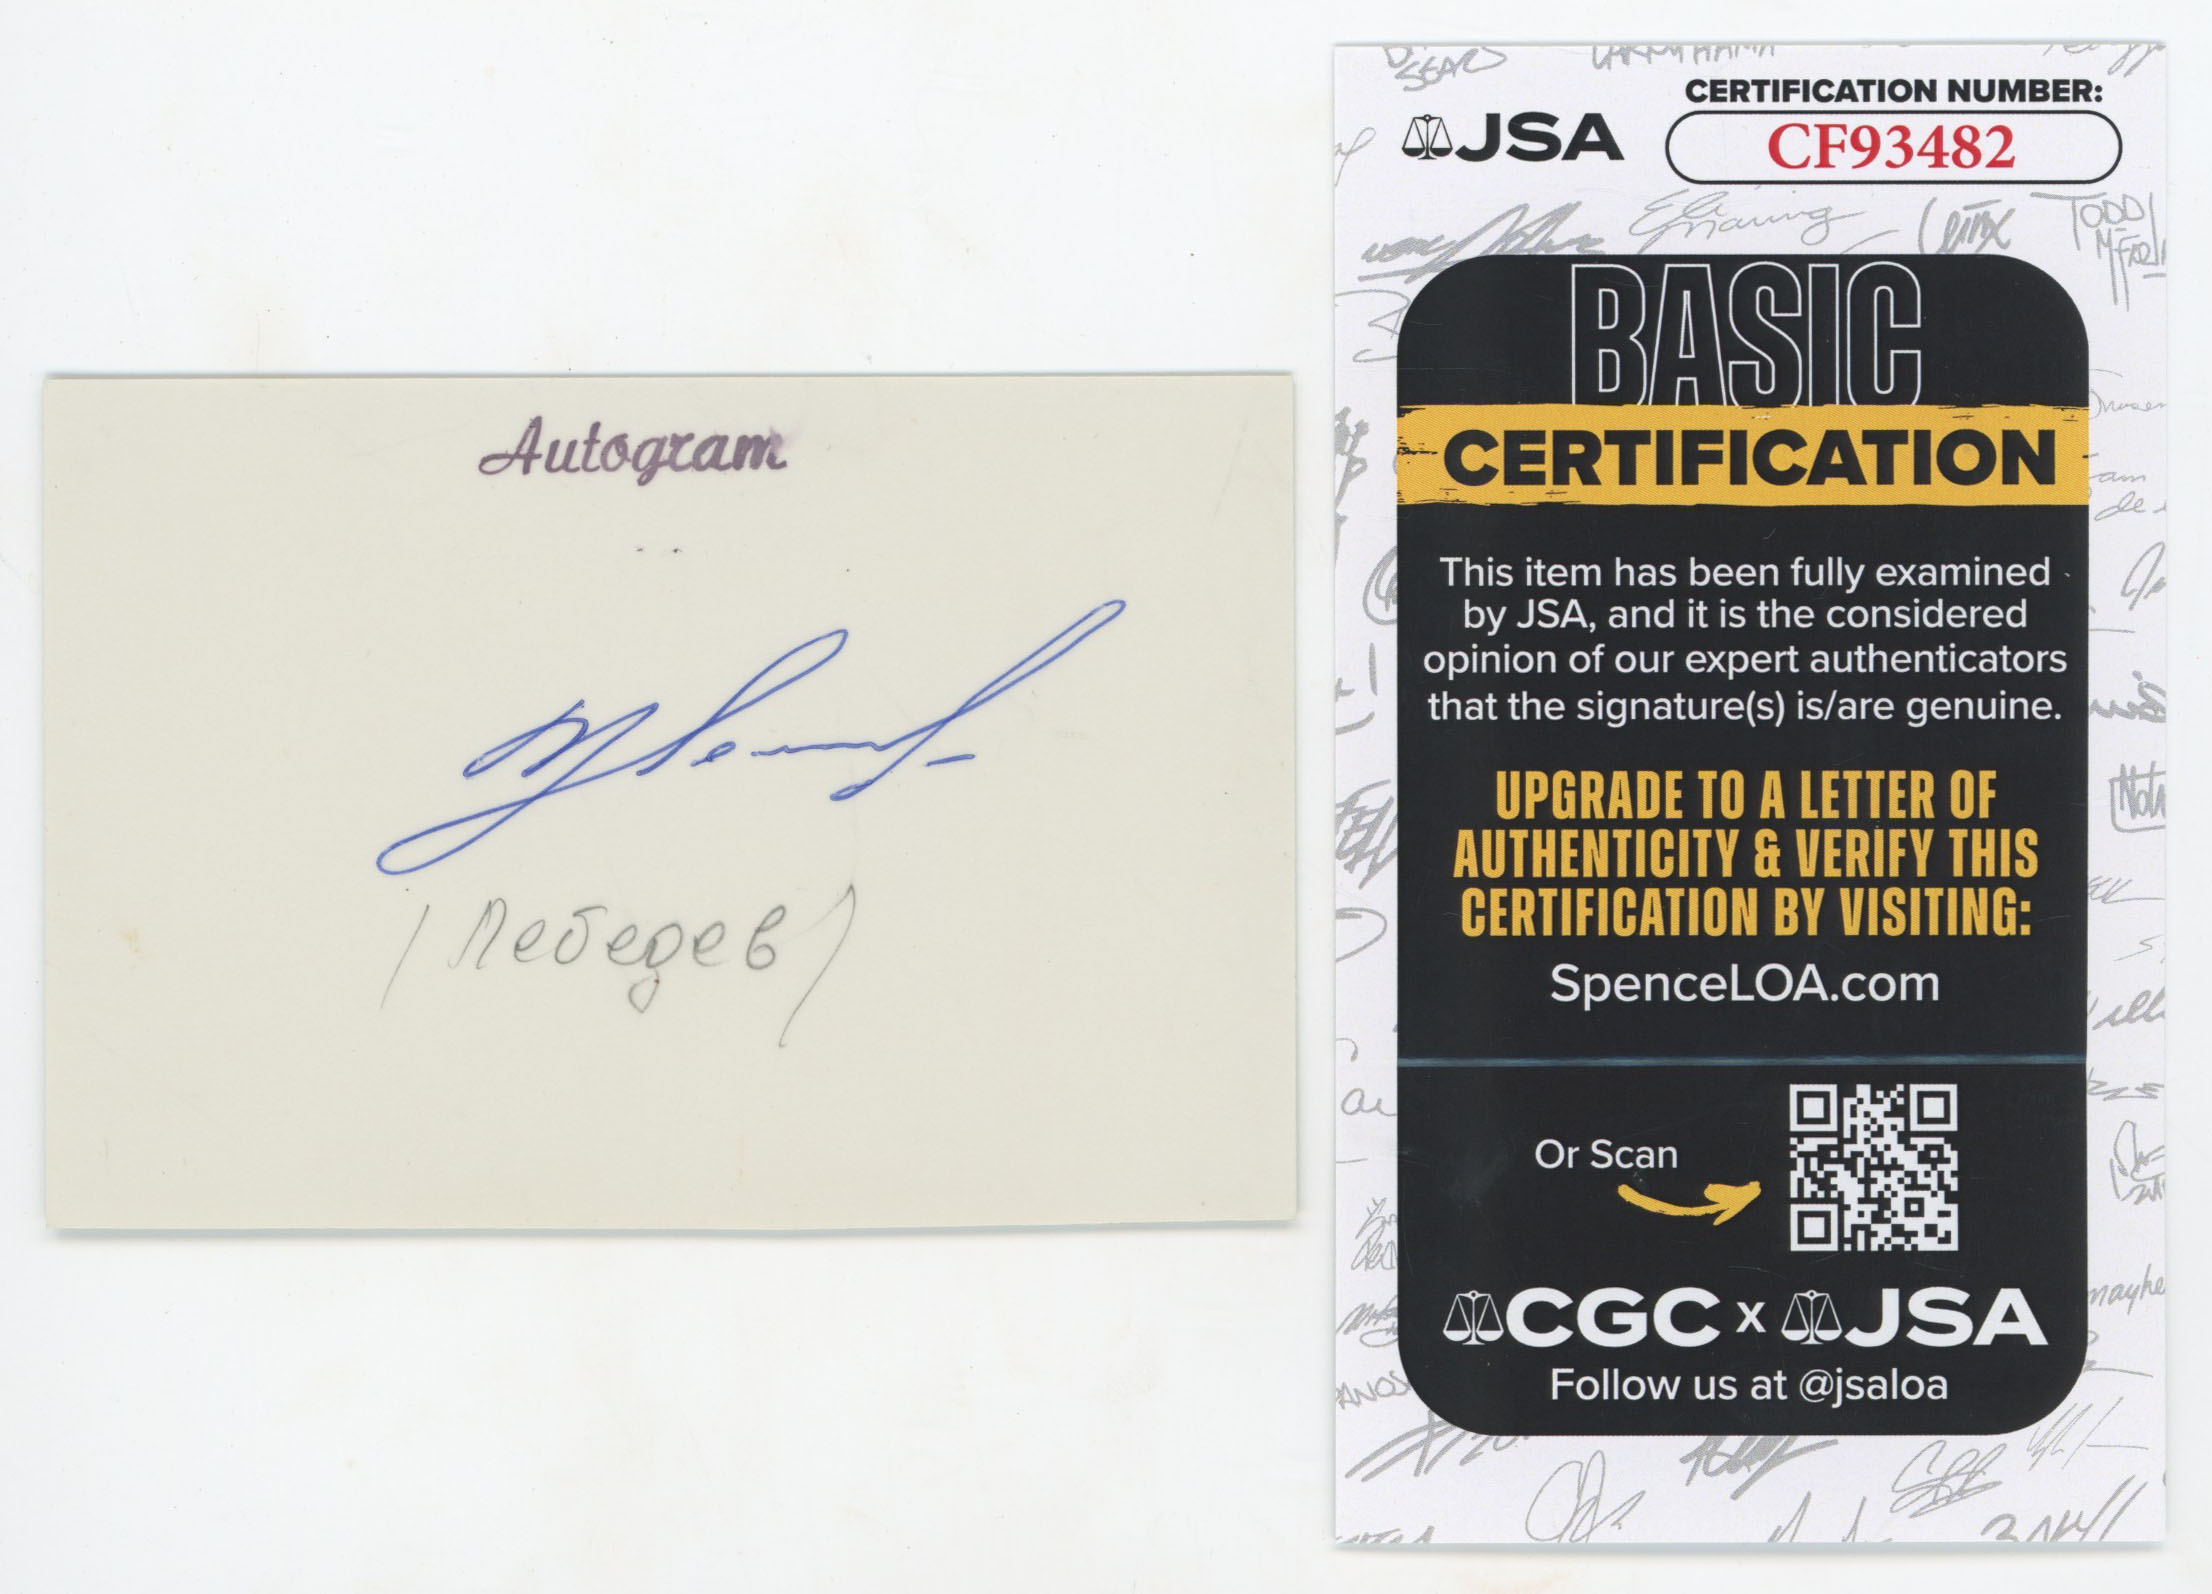 Autogram
(Лебедев)
JSA
CERTIFICATION NUMBER:
CF93482
BASIC
CERTIFICATION
This item has been fully examined
by JSA, and it is the considered
opinion of our expert authenticators
that the signature(s) is/are genuine.
UPGRADE TO A LETTER OF
AUTHENTICITY & VERIFY THIS
CERTIFICATION BY VISITING:
SpenceLOA.com
Or Scan
CGC x JSA
Follow us at @jsaloa